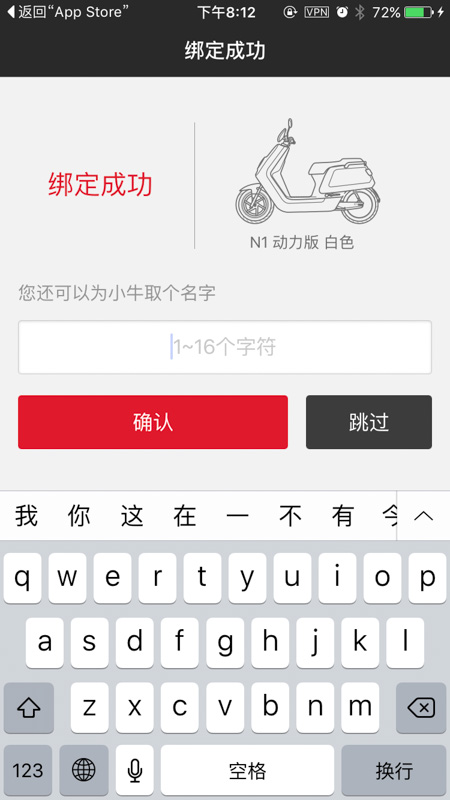 返回“App Store” 下午8:12 VPN 72%
绑定成功
绑定成功
N1 动力版 白色
您还可以为小牛取个名字
1~16个字符
确认 跳过
我 你 这 在 一 不 有 今
q w e r t y u i o p
a s d f g h j k l
z x c v b n m
123 空格 换行